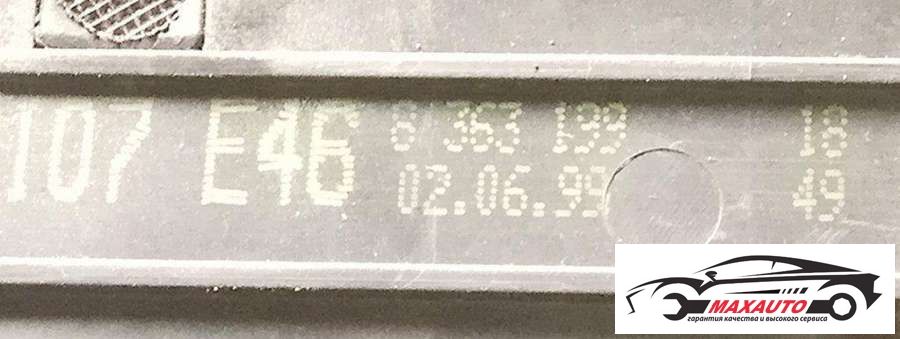 107 E46 8 363 199 18
02.06.99 49
MAXAUTO
гарантия качества и высокого сервиса